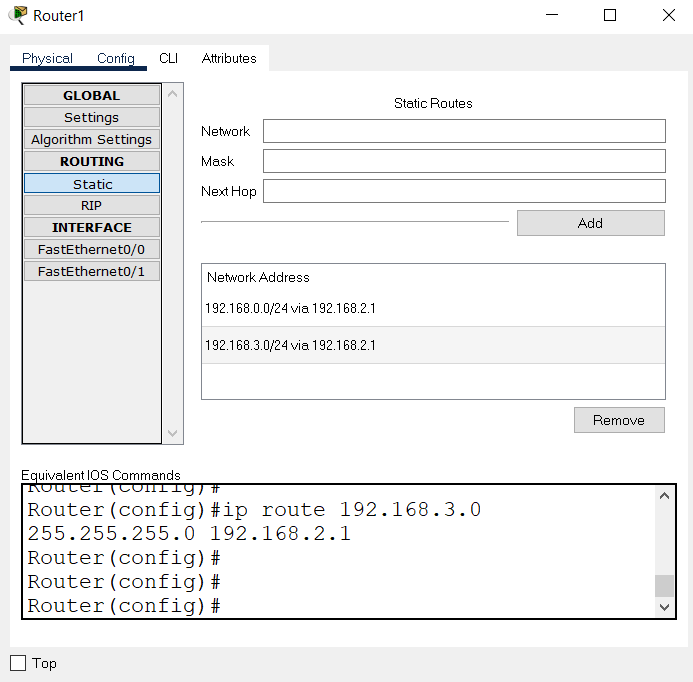 Router1
Physical Config CLI Attributes
GLOBAL
Settings
Algorithm Settings
ROUTING
Static
RIP
INTERFACE
FastEthernet0/0
FastEthernet0/1
Static Routes
Network
Mask
Next Hop
Add
Network Address
192.168.0.0/24 via 192.168.2.1
192.168.3.0/24 via 192.168.2.1
Remove
Equivalent IOS Commands
Router(config)#
Router(config)#ip route 192.168.3.0
255.255.255.0 192.168.2.1
Router(config)#
Router(config)#
Router(config)#
Top